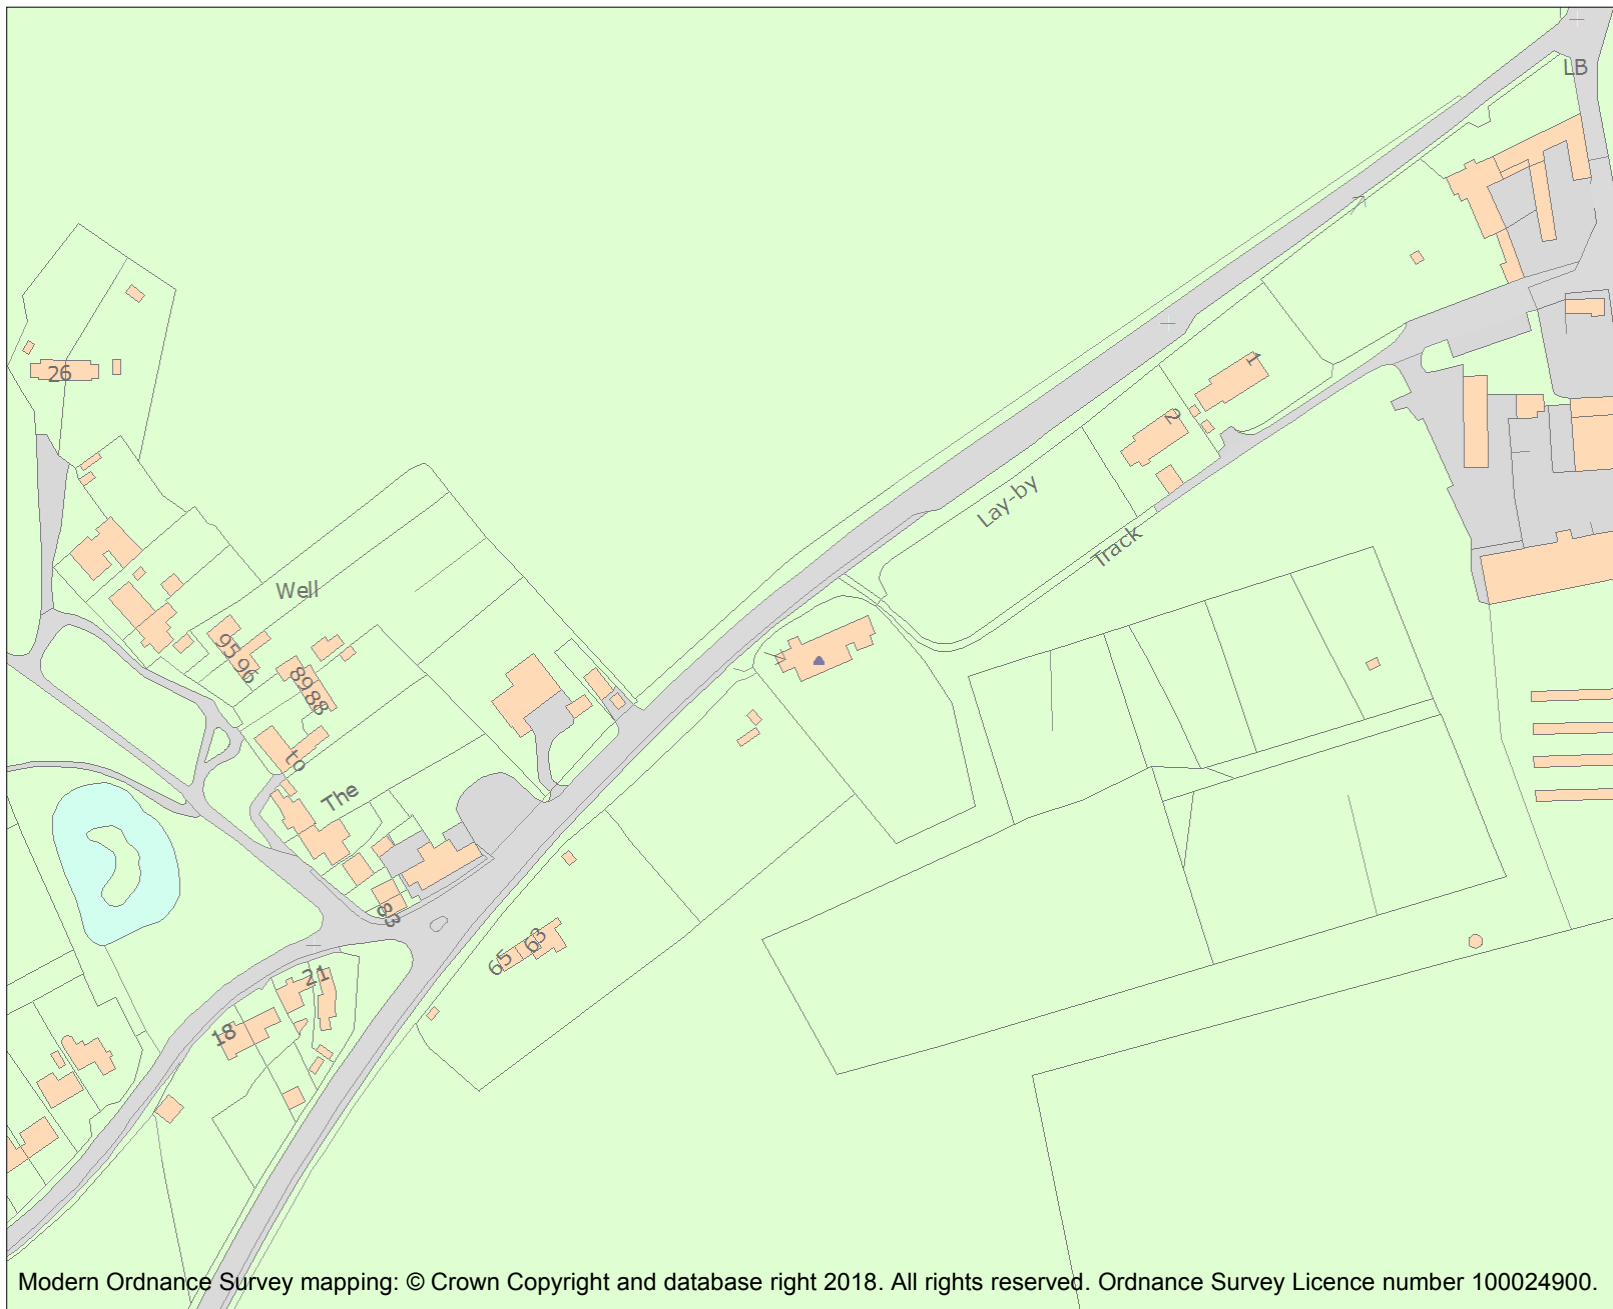 LB
26
1
2
Lay-by
Track
Well
95
96
89
88
to
The
83
65
63
21
18
Modern Ordnance Survey mapping: © Crown Copyright and database right 2018. All rights reserved. Ordnance Survey Licence number 100024900.